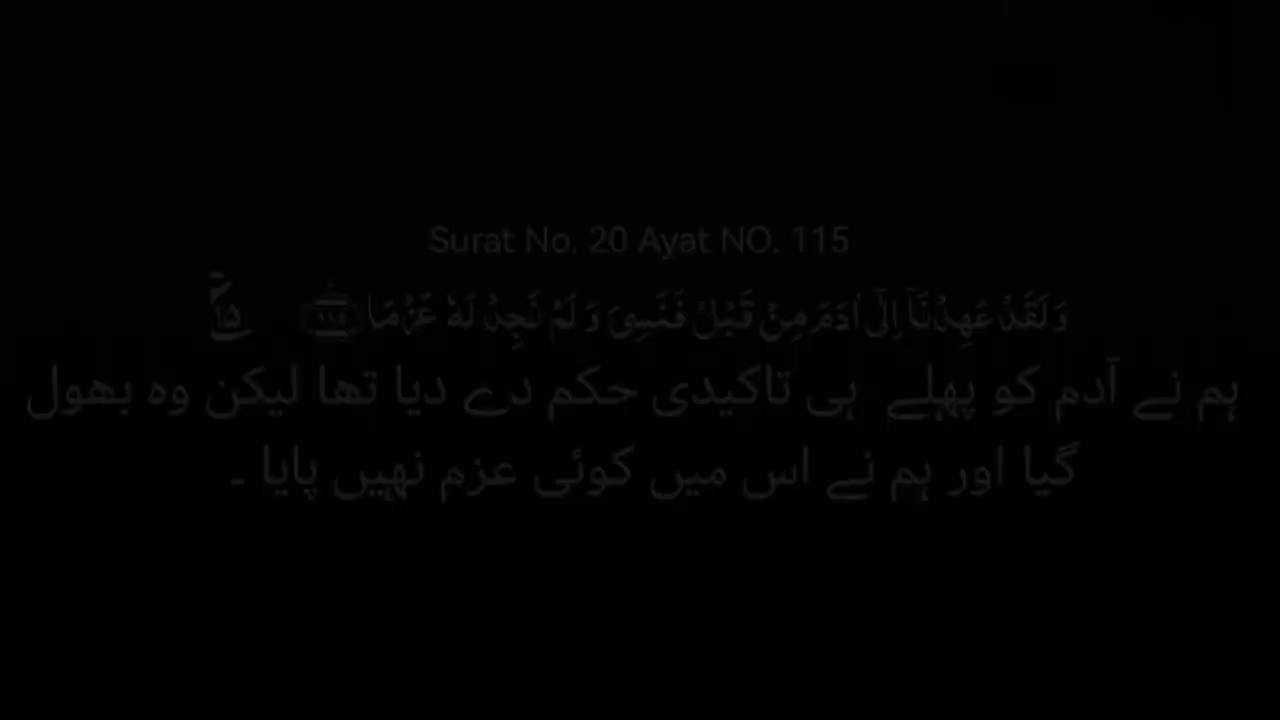 Surat No. 20 Ayat NO. 115
وَلَقَدۡ عَهِدۡنَاۤ اِلٰۤی اٰدَمَ مِنۡ قَبۡلُ فَنَسِیَ وَ لَمۡ نَجِدۡ لَهٗ عَزۡمًا ﴿۱۱۵﴾
ہم نے آدم کو پہلے ہی تاکیدی حکم دے دیا تھا لیکن وہ بھول
گیا اور ہم نے اس میں کوئی عزم نہیں پایا ۔